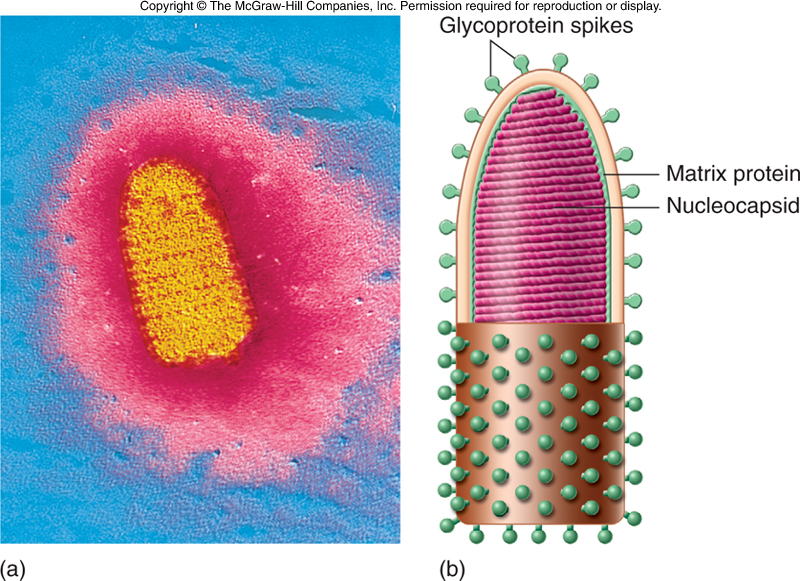 Copyright © The McGraw-Hill Companies, Inc. Permission required for reproduction or display.
Glycoprotein spikes
Matrix protein
Nucleocapsid
(a)
(b)